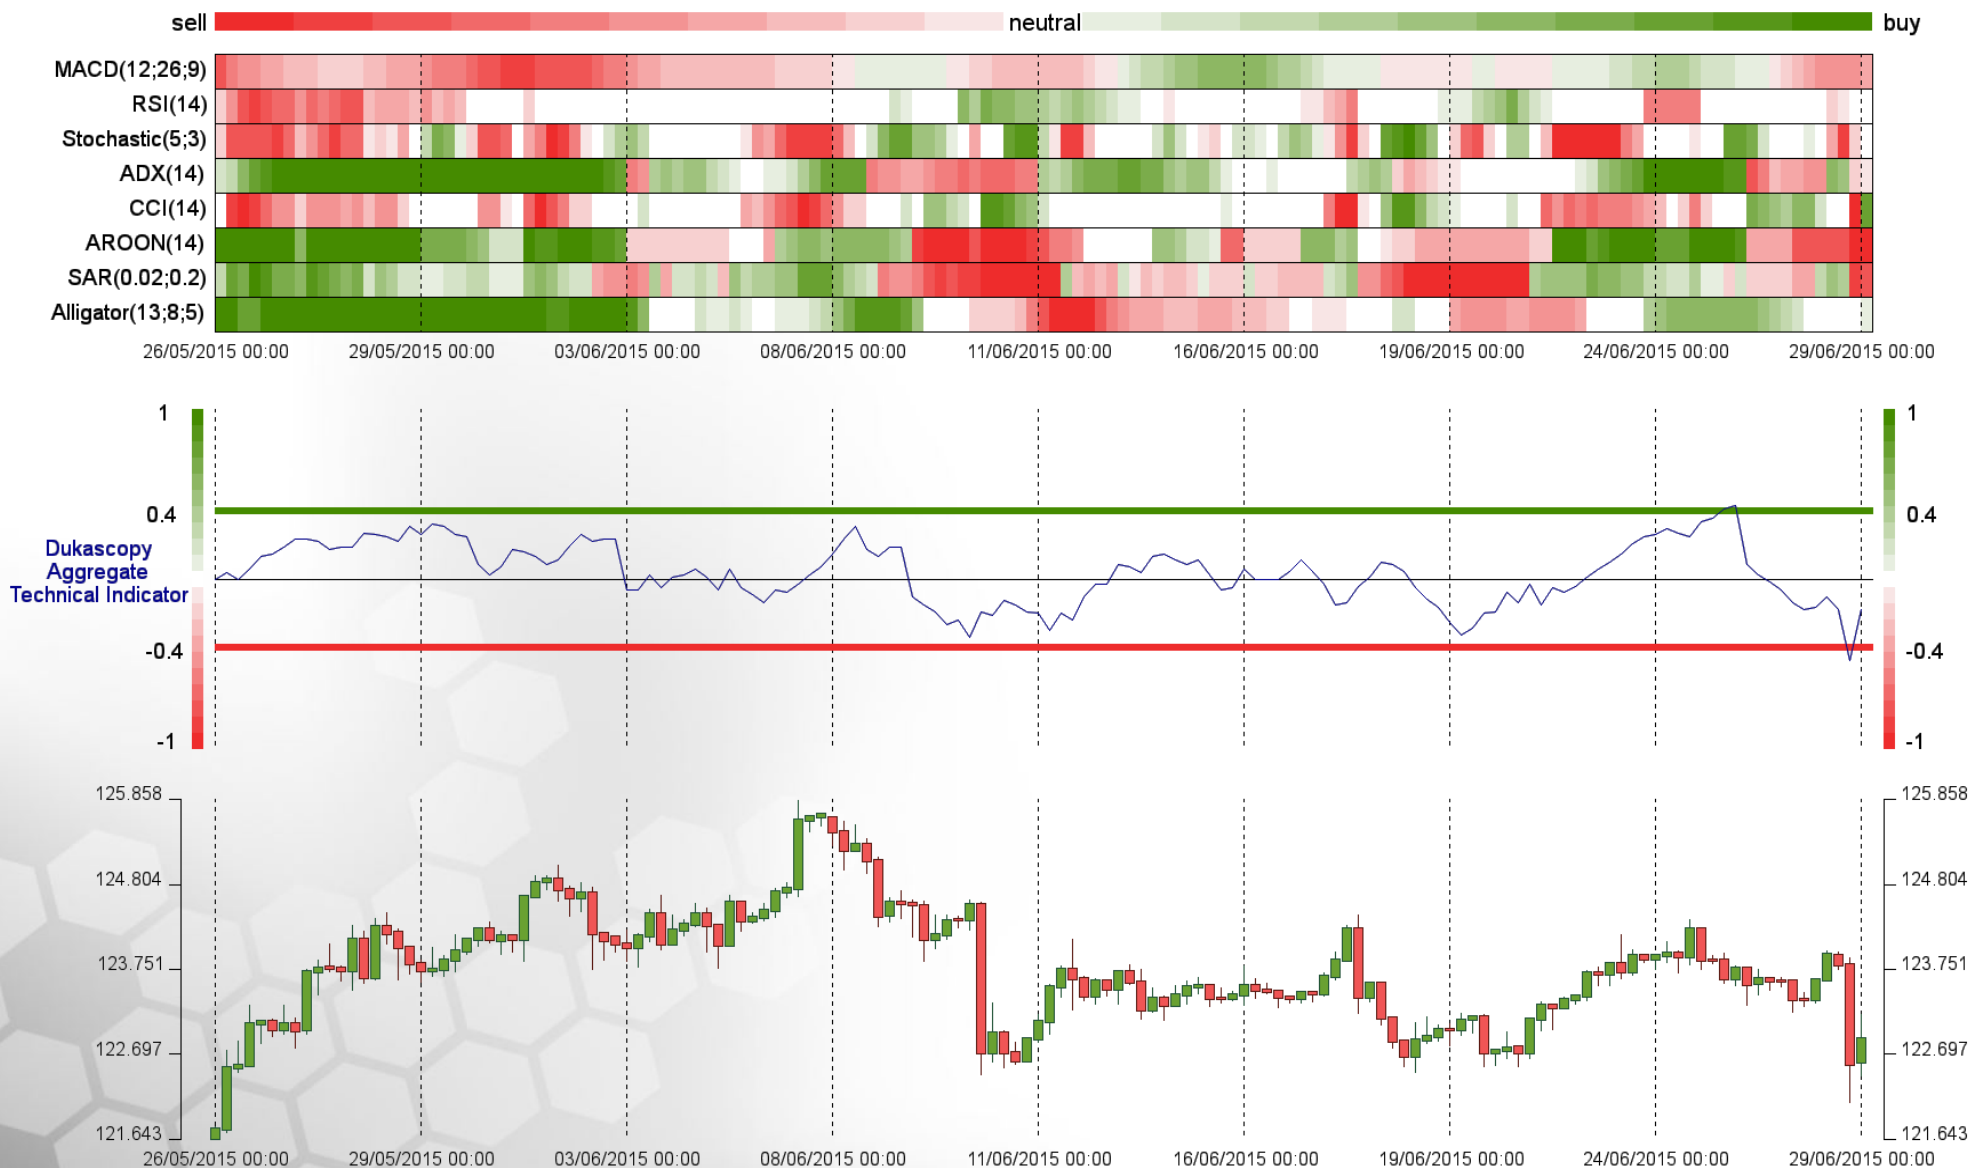 sell neutral buy
MACD(12;26;9)
RSI(14)
Stochastic(5;3)
ADX(14)
CCI(14)
AROON(14)
SAR(0.02;0.2)
Alligator(13;8;5)
26/05/2015 00:00 29/05/2015 00:00 03/06/2015 00:00 08/06/2015 00:00 11/06/2015 00:00 16/06/2015 00:00 19/06/2015 00:00 24/06/2015 00:00 29/06/2015 00:00
1 1
0.4 0.4
Dukascopy
Aggregate
Technical Indicator
-0.4 -0.4
-1 -1
125.858 125.858
124.804 124.804
123.751 123.751
122.697 122.697
121.643 121.643
26/05/2015 00:00 29/05/2015 00:00 03/06/2015 00:00 08/06/2015 00:00 11/06/2015 00:00 16/06/2015 00:00 19/06/2015 00:00 24/06/2015 00:00 29/06/2015 00:00